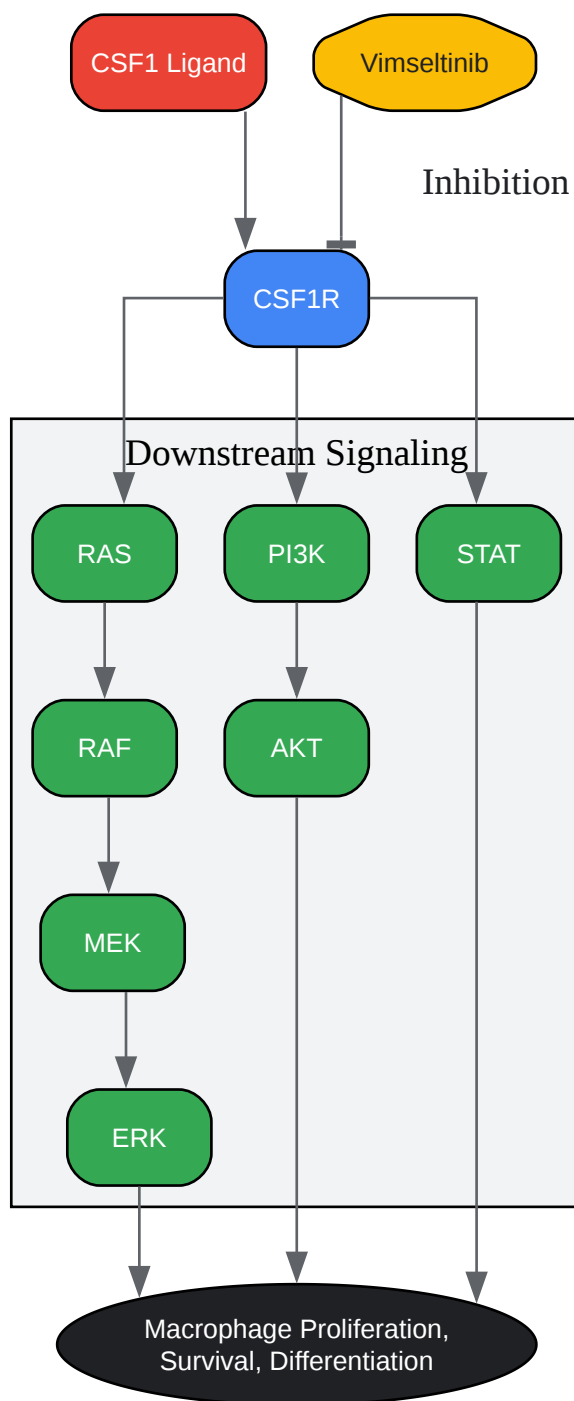 CSF1 Ligand
Vimseltinib
Inhibition
CSF1R
Downstream Signaling
RAS
PI3K
STAT
RAF
AKT
MEK
ERK
Macrophage Proliferation,
Survival, Differentiation